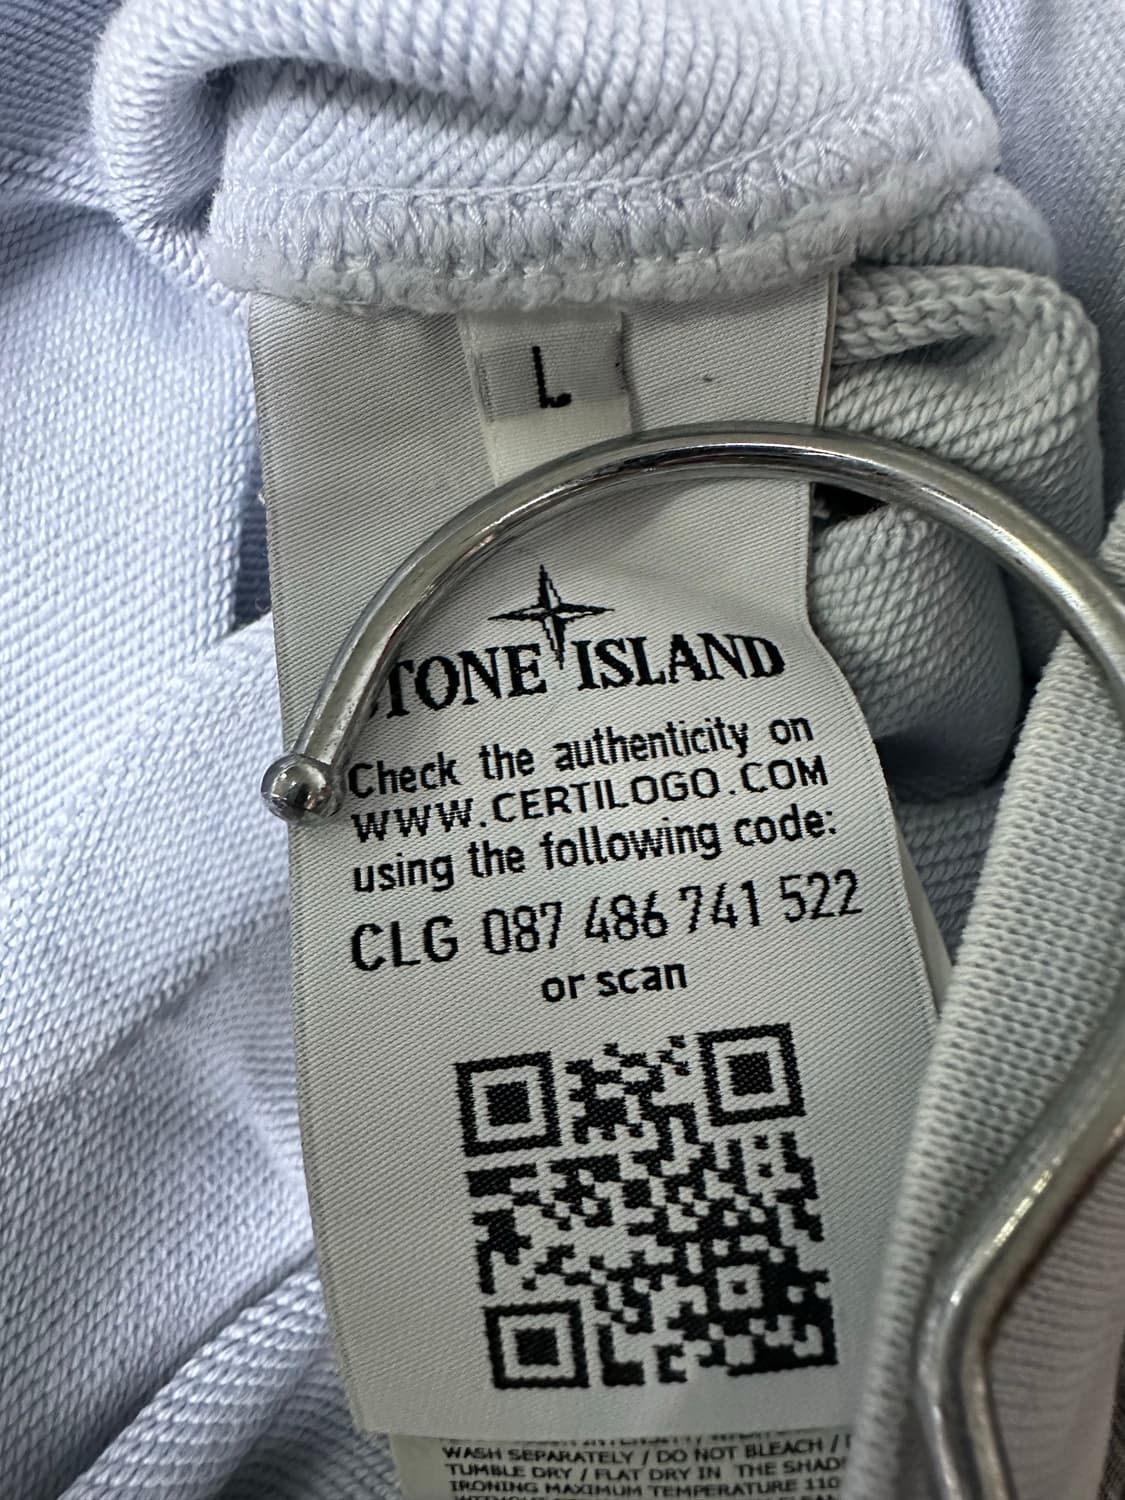 L
STONE ISLAND
Check the authenticity on
WWW.CERTILOGO.COM
using the following code:
CLG 087 486 741 522
or scan
WASH SEPARATELY / DO NOT BLEACH /
TUMBLE DRY / FLAT DRY IN THE SHAD
IRONING MAXIMUM TEMPERATURE 110